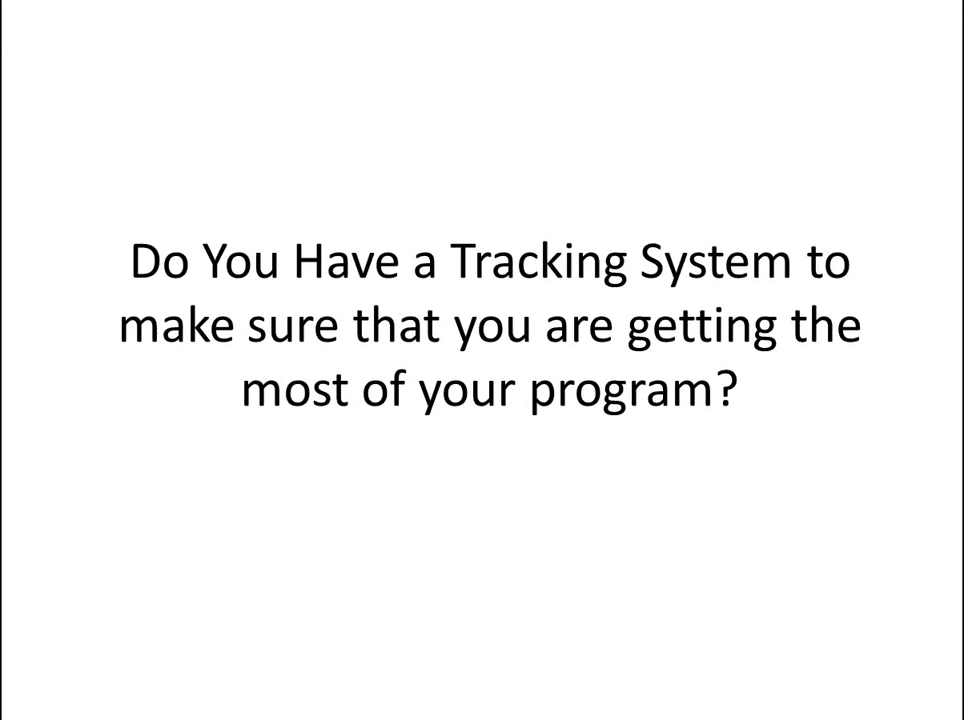 Do You Have a Tracking System to
make sure that you are getting the
most of your program?